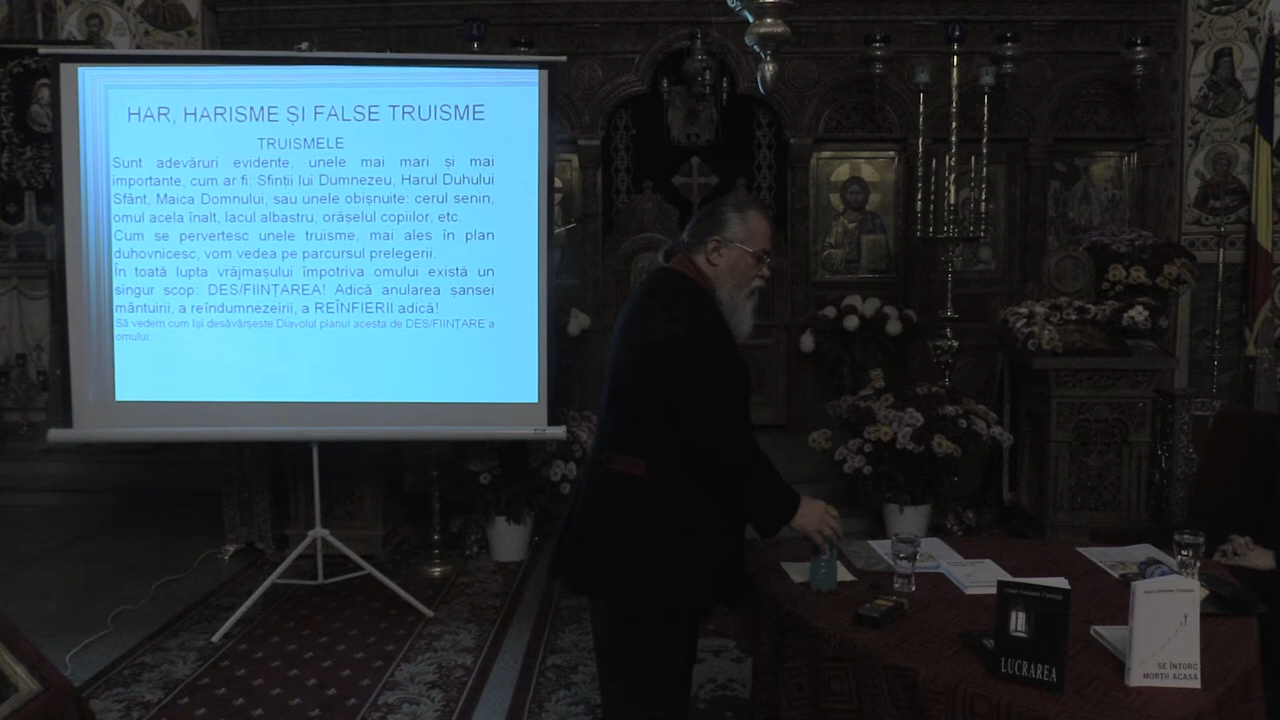 HAR, HARISME ȘI FALSE TRUISME
TRUISMELE
Sunt adevăruri evidente, unele mai mari și mai
importante, cum ar fi: Sfinții lui Dumnezeu, Harul Duhului
Sfânt, Maica Domnului, sau unele obișnuite: cerul senin,
omul acela înalt, lacul albastru, orășelul copiilor, etc.
Cum se pervertesc unele truisme, mai ales în plan
duhovnicesc, vom vedea pe parcursul prelegerii.
În toată lupta vrăjmașului împotriva omului există un
singur scop: DES/FIINȚAREA! Adică anularea șansei
mântuirii, a reîndumnezeirii, a REÎNFIERII adică!
Să vedem cum își desăvârșește Diavolul planul acesta de DES/FIINȚARE a
omului.
LUCRAREA
SE ÎNTORC
MORȚII ACASĂ